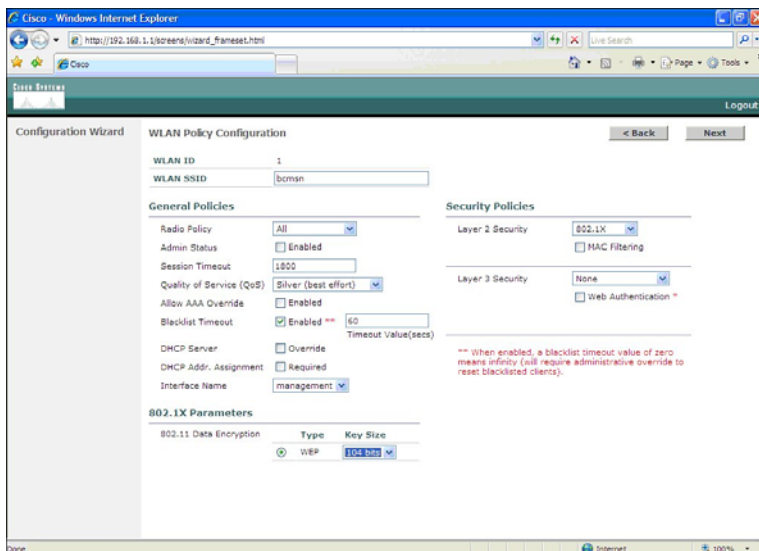 Cisco - Windows Internet Explorer
http://192.168.1.1/screens/wizard_frameset.html
Live Search
Cisco
Page
Tools
CISCO SYSTEMS
Logout
Configuration Wizard
WLAN Policy Configuration
< Back
Next
WLAN ID 1
WLAN SSID bcmsn
General Policies
Radio Policy All
Admin Status Enabled
Session Timeout 1800
Quality of Service (QoS) Silver (best effort)
Allow AAA Override Enabled
Blacklist Timeout Enabled ** 60
Timeout Value(secs)
DHCP Server Override
DHCP Addr. Assignment Required
Interface Name management
Security Policies
Layer 2 Security 802.1X
MAC Filtering
Layer 3 Security None
Web Authentication *
** When enabled, a blacklist timeout value of zero
means infinity (will require administrative override to
reset blacklisted clients).
802.1X Parameters
802.11 Data Encryption Type Key Size
WEP 104 bits
Done
Internet
100%